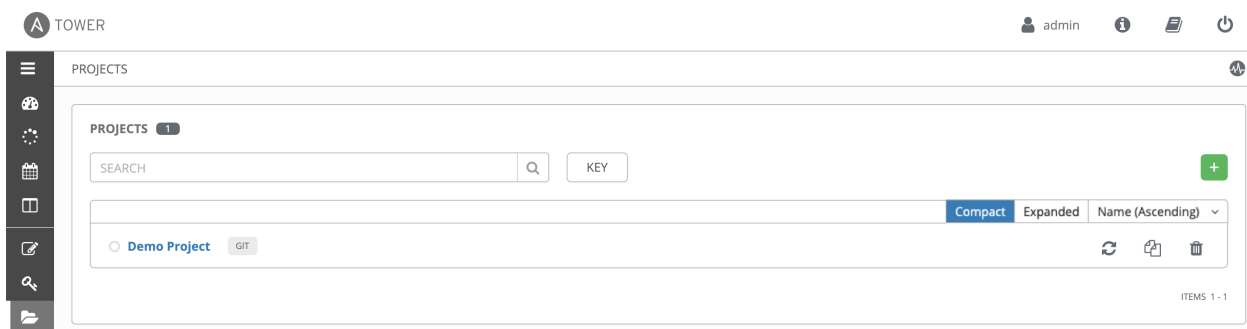 TOWER
admin
PROJECTS
PROJECTS 1
SEARCH
KEY
+
Compact Expanded Name (Ascending)
Demo Project GIT
ITEMS 1 - 1